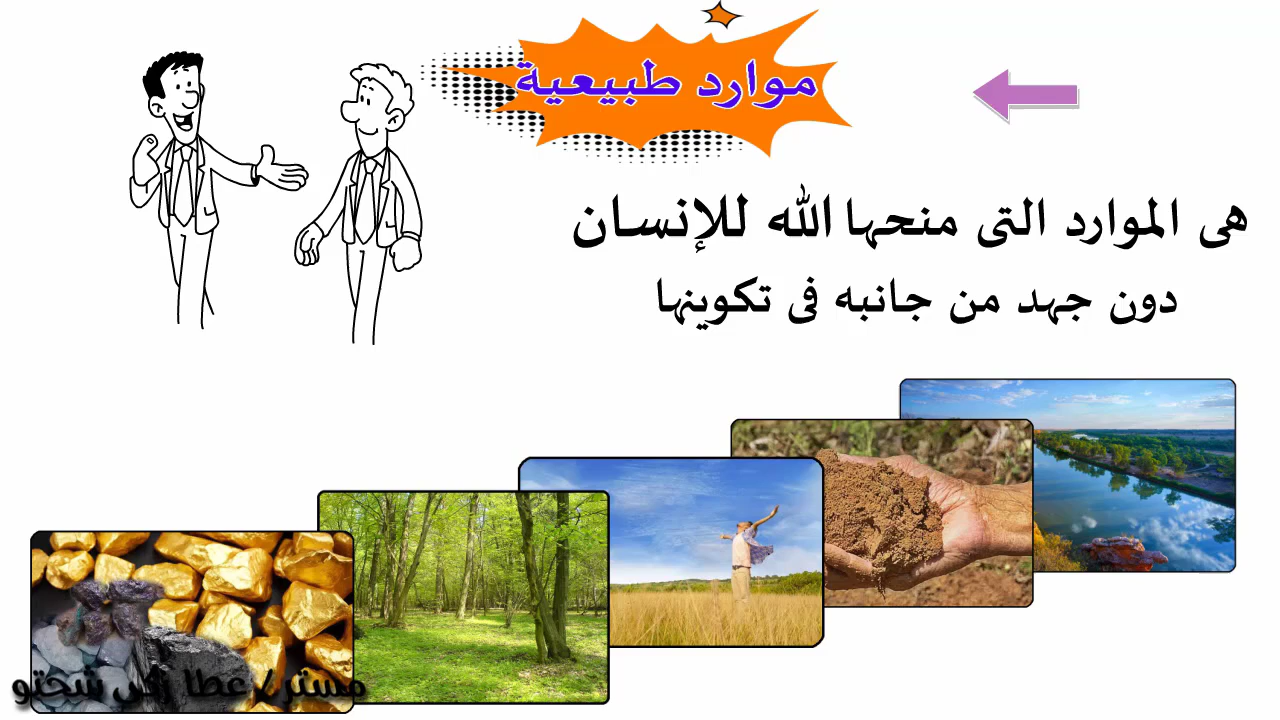 موارد طبيعية
هى الموارد التى منحها الله للإنسان
دون جهد من جانبه فى تكوينها
مستر/ عطا زكى شحتو